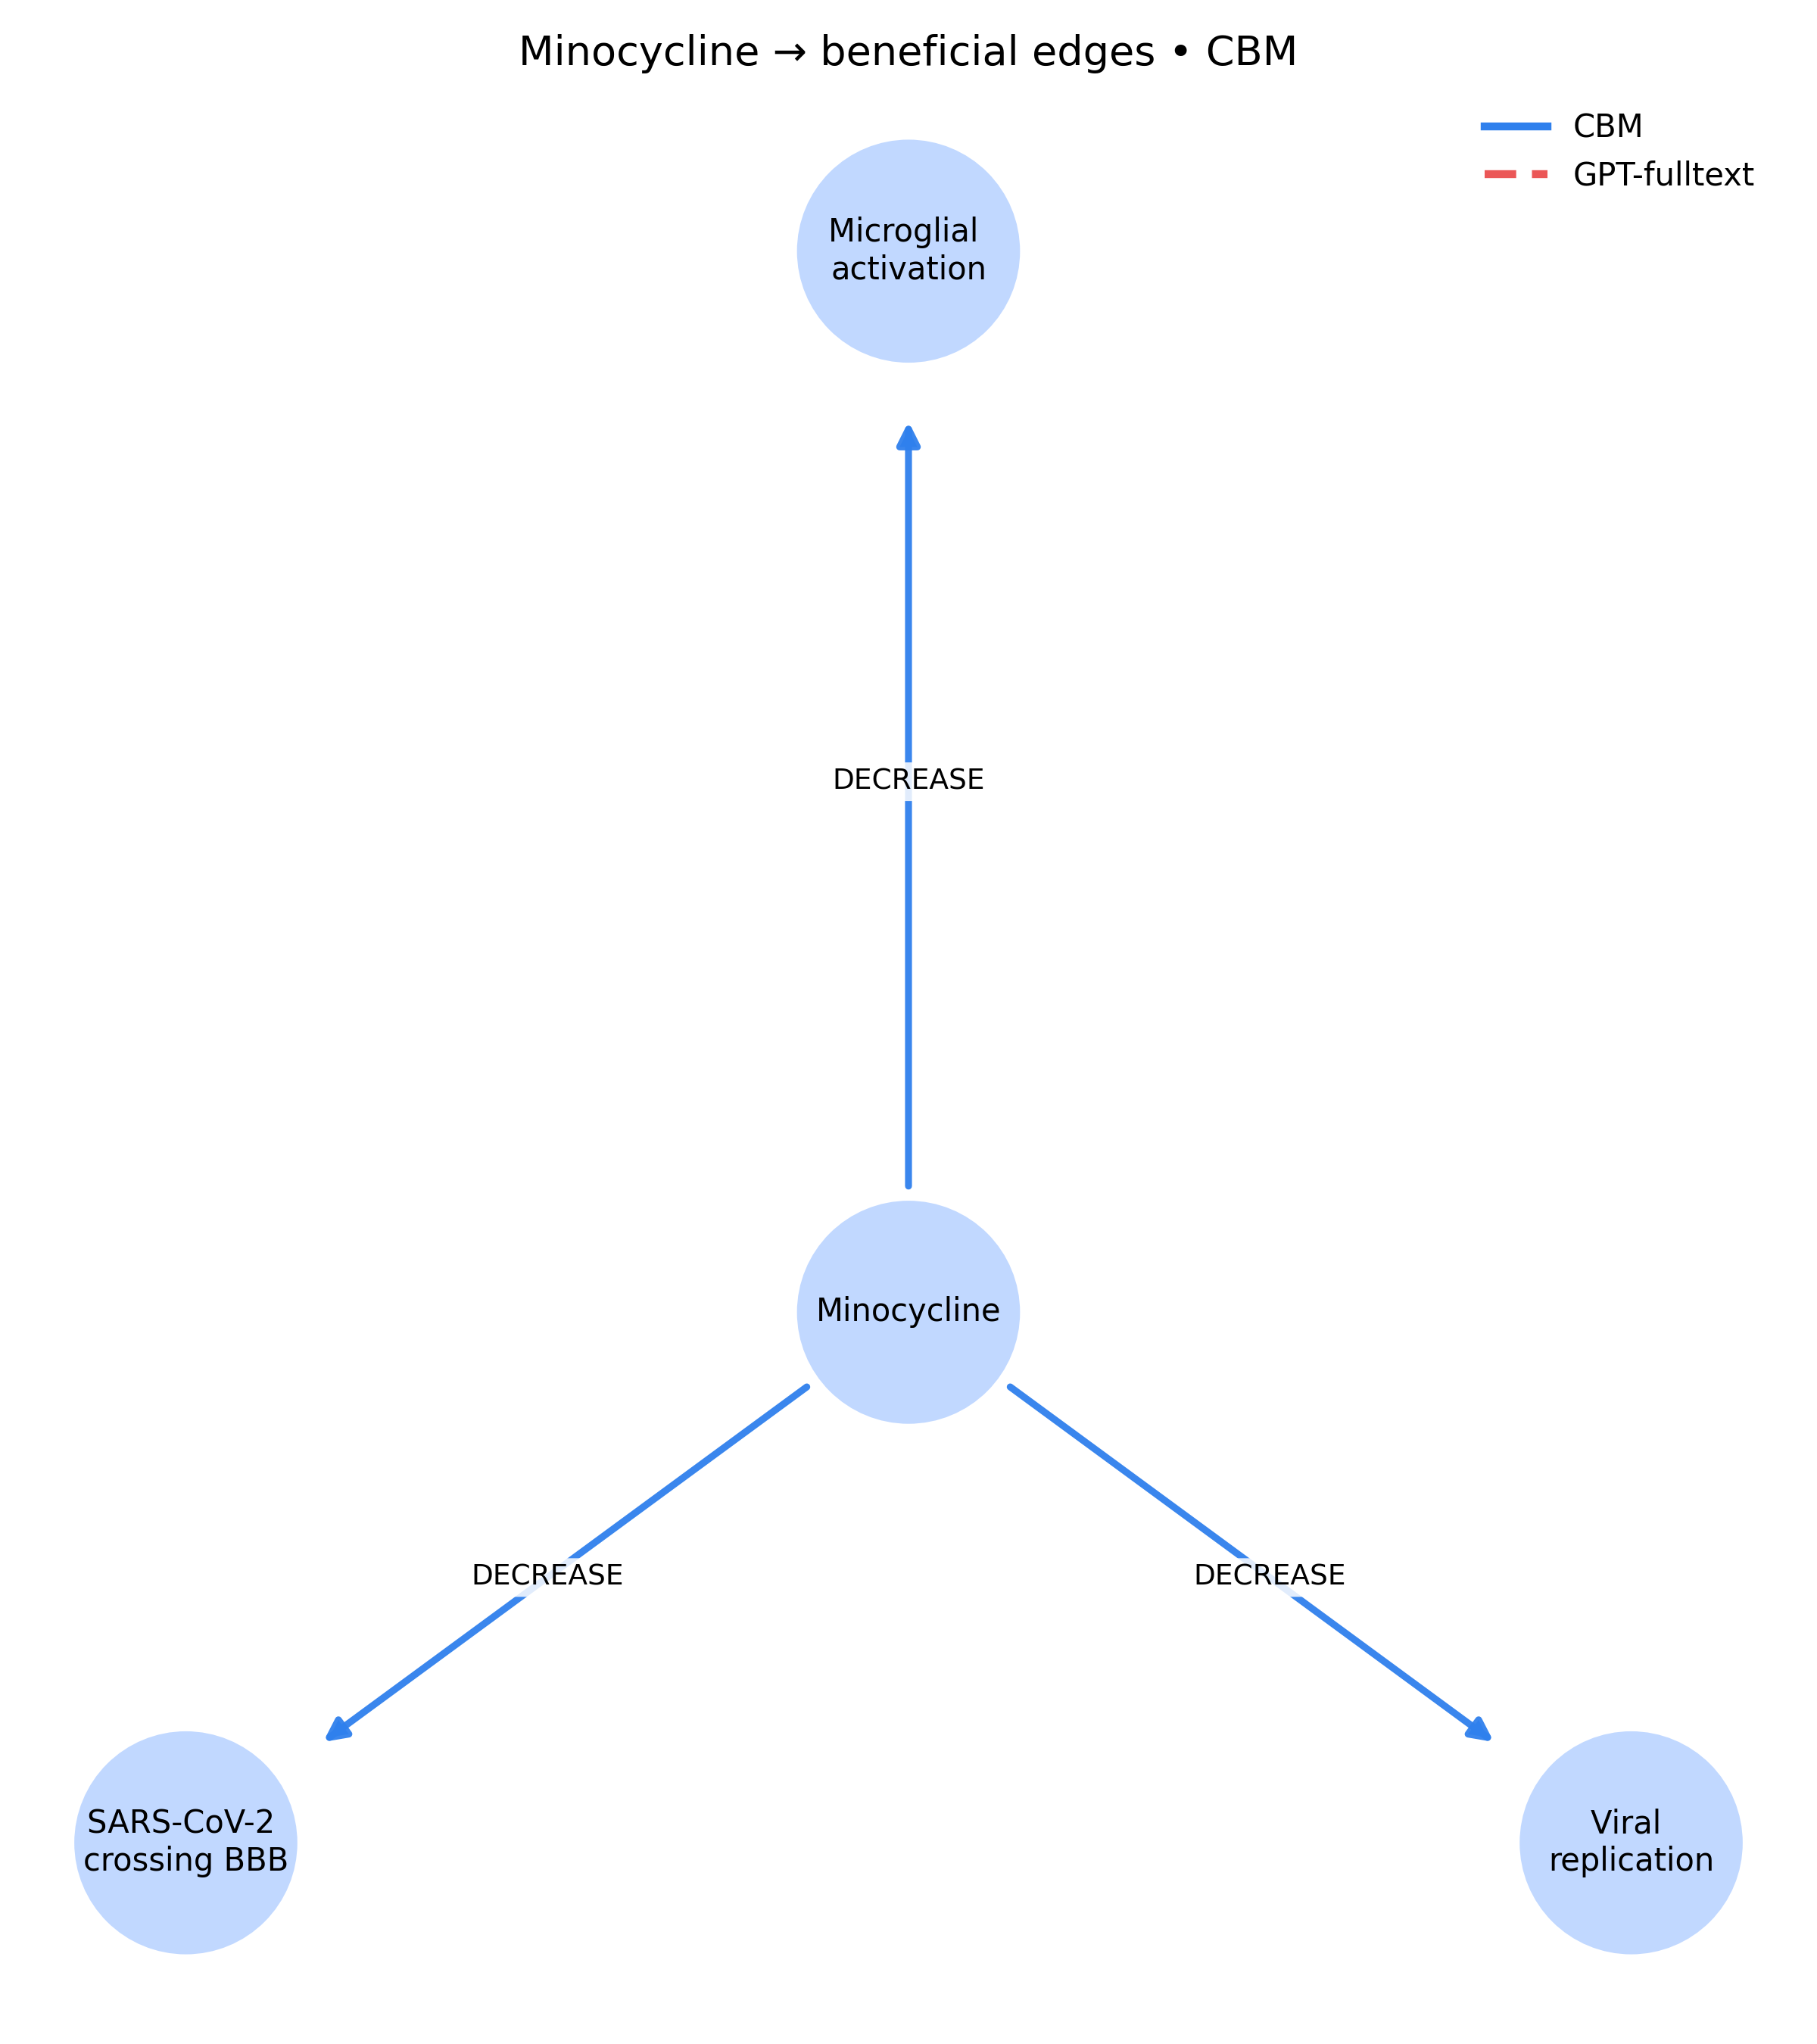 Minocycline → beneficial edges • CBM
CBM
GPT-fulltext
Microglial
activation
DECREASE
Minocycline
DECREASE
DECREASE
SARS-CoV-2
crossing BBB
Viral
replication